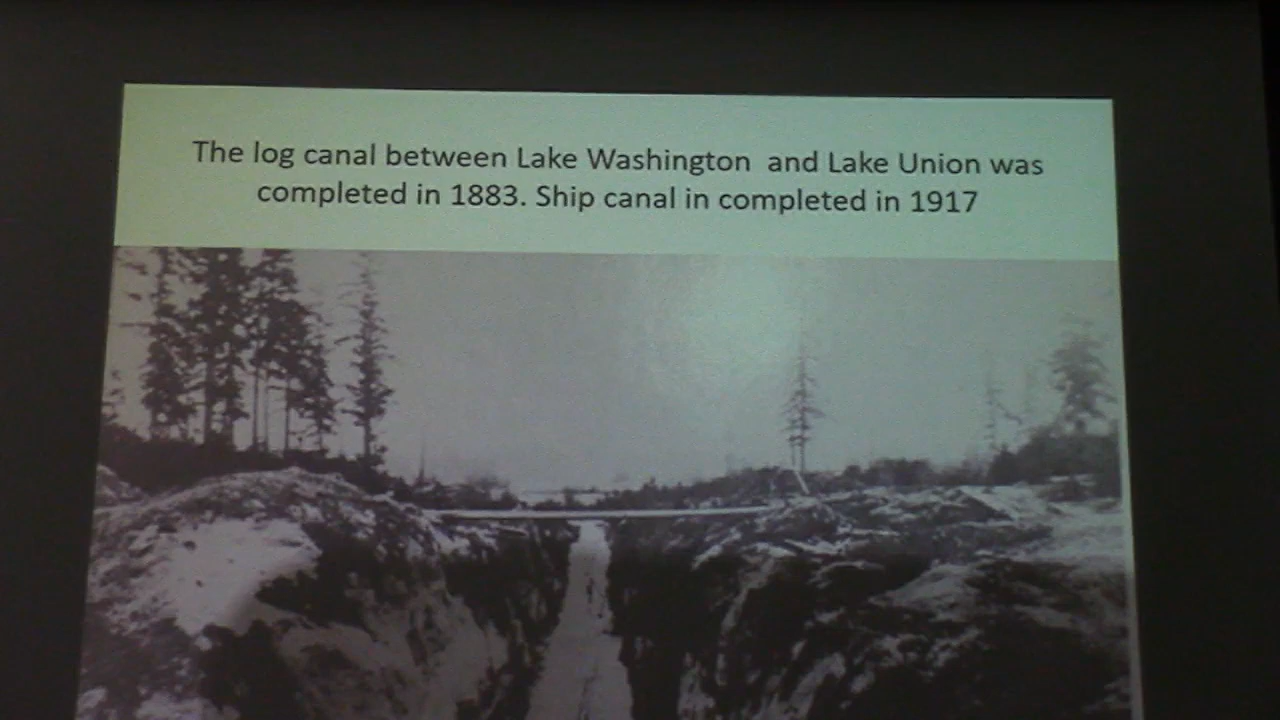 The log canal between Lake Washington and Lake Union was
completed in 1883. Ship canal in completed in 1917